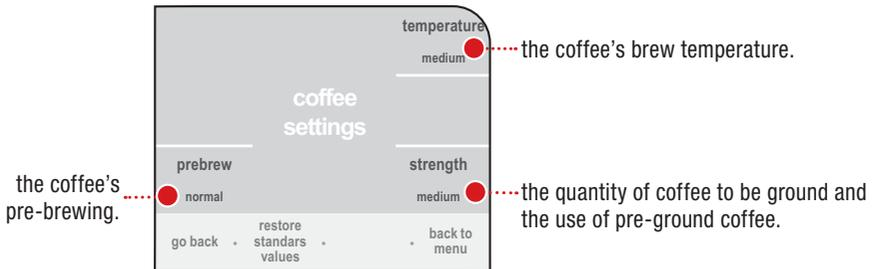 temperature
medium
the coffee's brew temperature.
coffee
settings
prebrew
normal
the coffee's
pre-brewing.
strength
medium
the quantity of coffee to be ground and
the use of pre-ground coffee.
go back
restore
standars
values
back to
menu